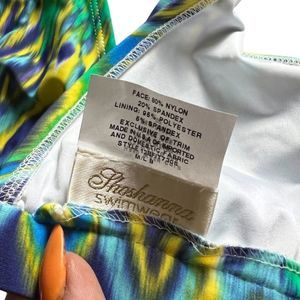 FACE: 80% NYLON
20% SPANDEX
LINING: 95% POLYESTER
5% SPANDEX
EXCLUSIVE OF TRIM
MADE IN USA OF IMPORTED
AND DOMESTIC FABRIC
M/L
Shoshanna
SWIMWEAR